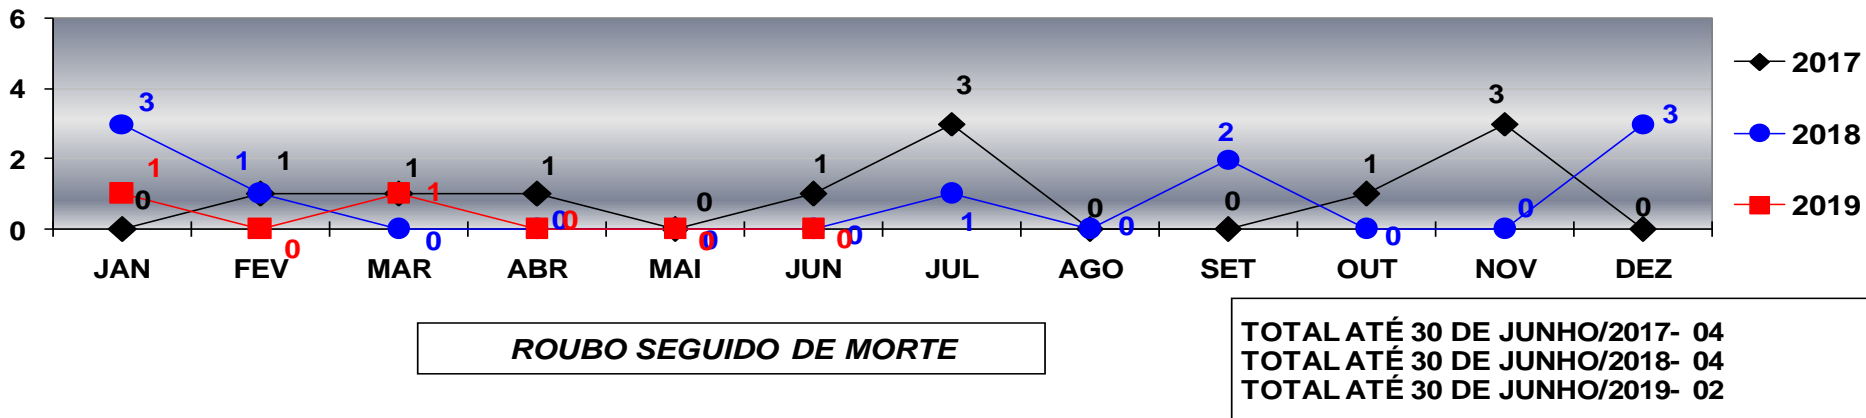 6
4
2
0
3 1 0
1 1 0
1 1 0
1 0 0
0 0 0
1 0 0
3 1
0 0
2 0
1 0
3 0
3 0
JAN FEV MAR ABR MAI JUN JUL AGO SET OUT NOV DEZ
2017
2018
2019
ROUBO SEGUIDO DE MORTE
TOTAL ATÉ 30 DE JUNHO/2017- 04
TOTAL ATÉ 30 DE JUNHO/2018- 04
TOTAL ATÉ 30 DE JUNHO/2019- 02